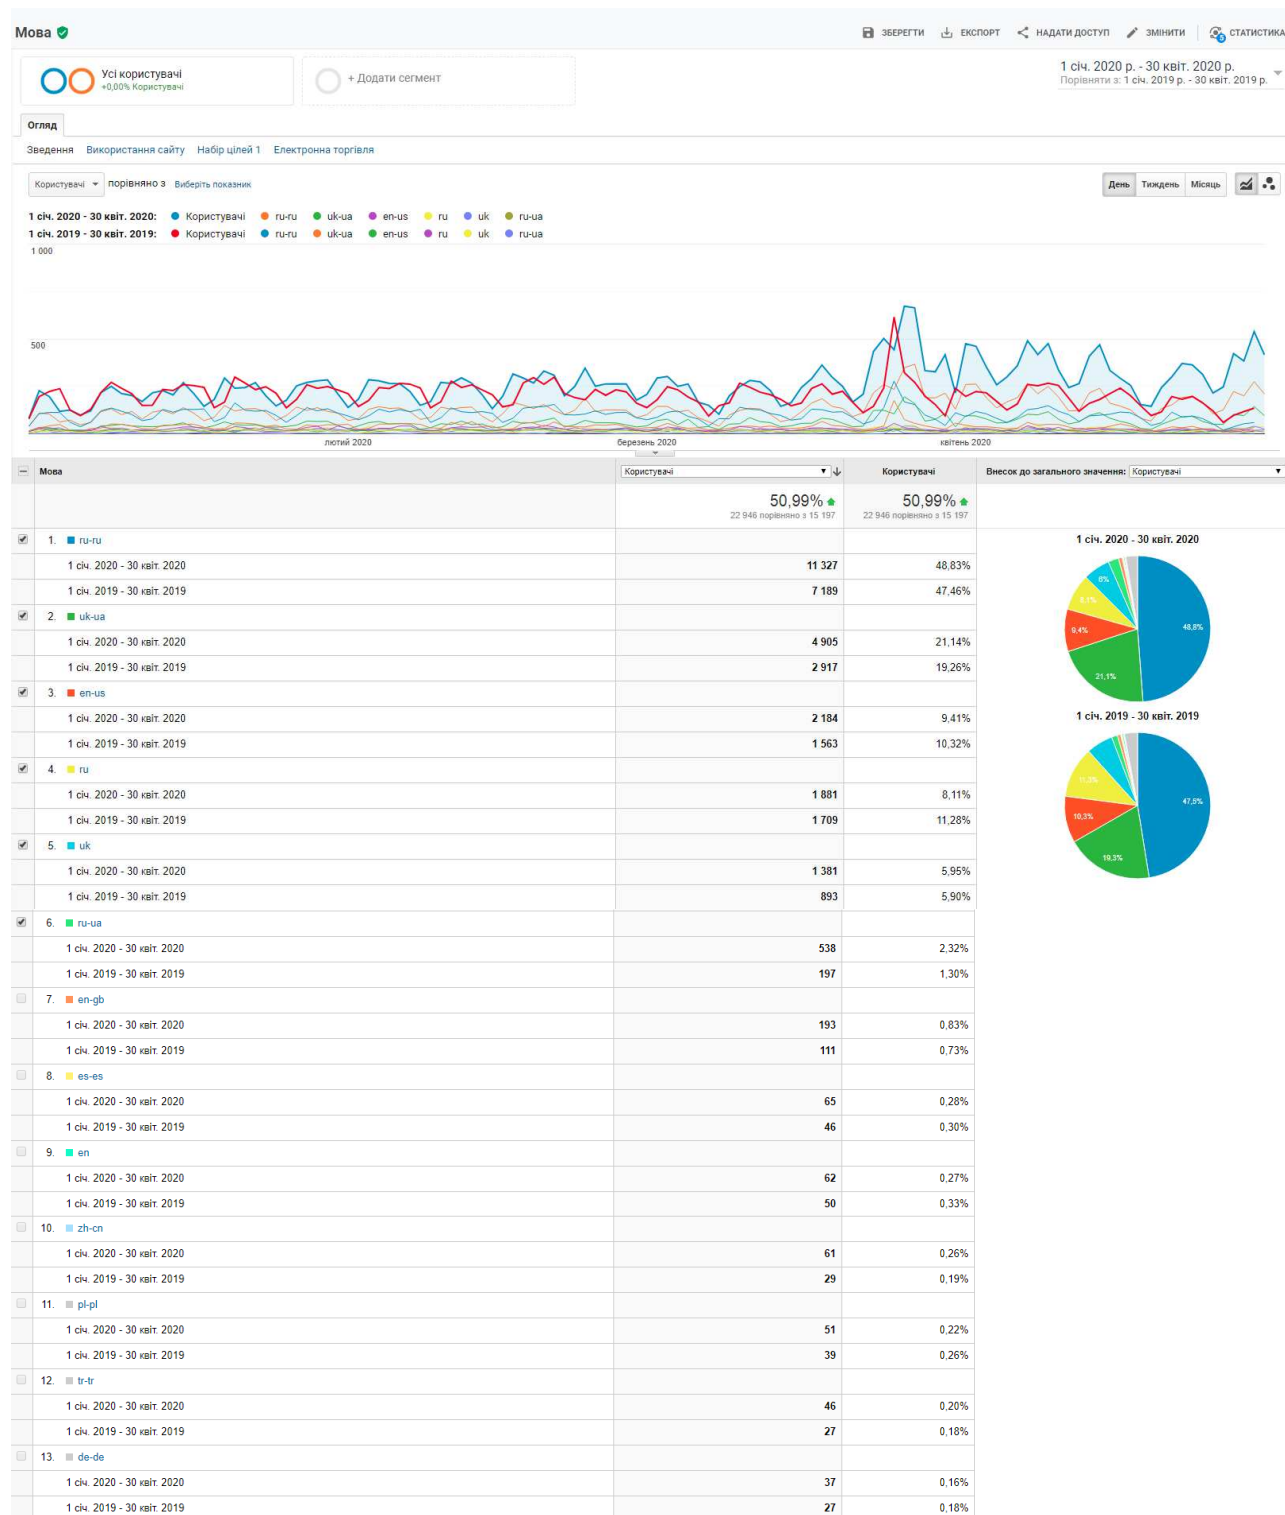 Мова
ЗБЕРЕГТИ ЕКСПОРТ НАДАТИ ДОСТУП ЗМІНИТИ 5 СТАТИСТИКА
Усі користувачі
+0,00% Користувачі
+ Додати сегмент
1 січ. 2020 р. - 30 квіт. 2020 р.
Порівняти з: 1 січ. 2019 р. - 30 квіт. 2019 р.
Огляд
Зведення Використання сайту Набір цілей 1 Електронна торгівля
Користувачі порівняно з Виберіть показник
День Тиждень Місяць
1 січ. 2020 - 30 квіт. 2020: Користувачі ru-ru uk-ua en-us ru uk ru-ua
1 січ. 2019 - 30 квіт. 2019: Користувачі ru-ru uk-ua en-us ru uk ru-ua
1 000
500
лютий 2020 березень 2020 квітень 2020
Мова Користувачі Користувачі Внесок до загального значення: Користувачі
50,99% 50,99%
22 946 порівняно з 15 197 22 946 порівняно з 15 197
1. ru-ru
1 січ. 2020 - 30 квіт. 2020 11 327 48,83%
1 січ. 2019 - 30 квіт. 2019 7 189 47,46%
2. uk-ua
1 січ. 2020 - 30 квіт. 2020 4 905 21,14%
1 січ. 2019 - 30 квіт. 2019 2 917 19,26%
3. en-us
1 січ. 2020 - 30 квіт. 2020 2 184 9,41%
1 січ. 2019 - 30 квіт. 2019 1 563 10,32%
4. ru
1 січ. 2020 - 30 квіт. 2020 1 881 8,11%
1 січ. 2019 - 30 квіт. 2019 1 709 11,28%
5. uk
1 січ. 2020 - 30 квіт. 2020 1 381 5,95%
1 січ. 2019 - 30 квіт. 2019 893 5,90%
6. ru-ua
1 січ. 2020 - 30 квіт. 2020 538 2,32%
1 січ. 2019 - 30 квіт. 2019 197 1,30%
7. en-gb
1 січ. 2020 - 30 квіт. 2020 193 0,83%
1 січ. 2019 - 30 квіт. 2019 111 0,73%
8. es-es
1 січ. 2020 - 30 квіт. 2020 65 0,28%
1 січ. 2019 - 30 квіт. 2019 46 0,30%
9. en
1 січ. 2020 - 30 квіт. 2020 62 0,27%
1 січ. 2019 - 30 квіт. 2019 50 0,33%
10. zh-cn
1 січ. 2020 - 30 квіт. 2020 61 0,26%
1 січ. 2019 - 30 квіт. 2019 29 0,19%
11. pl-pl
1 січ. 2020 - 30 квіт. 2020 51 0,22%
1 січ. 2019 - 30 квіт. 2019 39 0,26%
12. tr-tr
1 січ. 2020 - 30 квіт. 2020 46 0,20%
1 січ. 2019 - 30 квіт. 2019 27 0,18%
13. de-de
1 січ. 2020 - 30 квіт. 2020 37 0,16%
1 січ. 2019 - 30 квіт. 2019 27 0,18%
1 січ. 2020 - 30 квіт. 2020
6%
8,1%
9,4%
48,8%
21,1%
1 січ. 2019 - 30 квіт. 2019
11,3%
47,5%
10,3%
19,3%